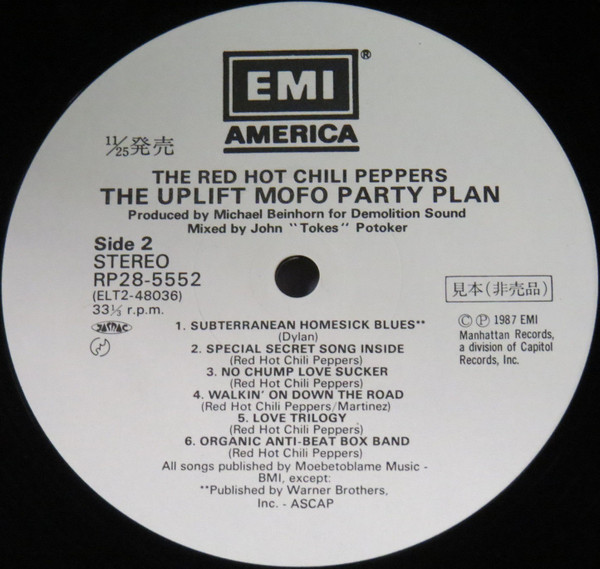 EMI
®
AMERICA
11/25発売
THE RED HOT CHILI PEPPERS
THE UPLIFT MOFO PARTY PLAN
Produced by Michael Beinhorn for Demolition Sound
Mixed by John "Tokes" Potoker
Side 2
STEREO
RP28-5552
(ELT2-48036)
33⅓ r.p.m.
JASRAC
見本(非売品)
Ⓒ Ⓟ 1987 EMI
Manhattan Records,
a division of Capitol
Records, Inc.
1. SUBTERRANEAN HOMESICK BLUES**
(Dylan)
2. SPECIAL SECRET SONG INSIDE
(Red Hot Chili Peppers)
3. NO CHUMP LOVE SUCKER
(Red Hot Chili Peppers)
4. WALKIN' ON DOWN THE ROAD
(Red Hot Chili Peppers/Martinez)
5. LOVE TRILOGY
(Red Hot Chili Peppers)
6. ORGANIC ANTI-BEAT BOX BAND
(Red Hot Chili Peppers)
All songs published by Moebetoblame Music -
BMI, except:
**Published by Warner Brothers,
Inc. - ASCAP